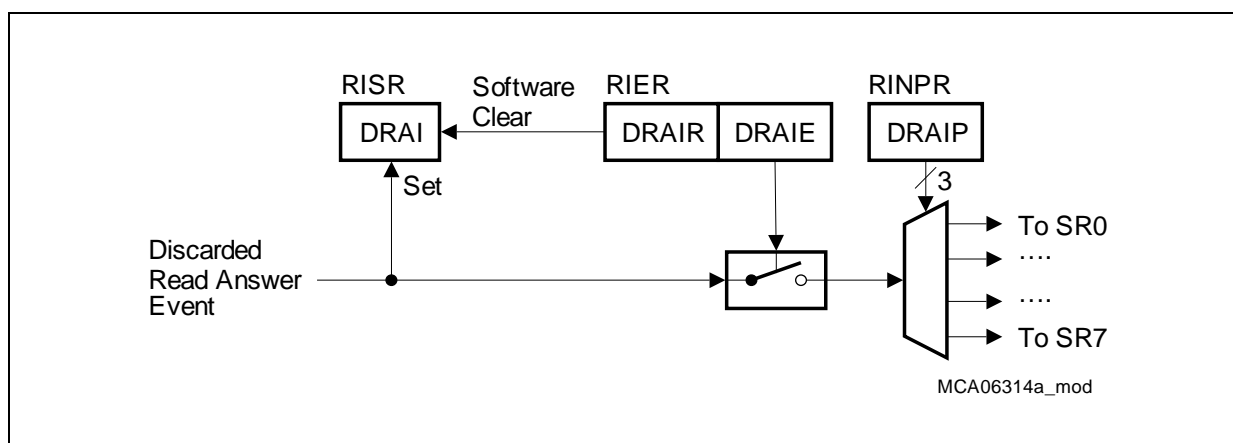 RISR
Software
Clear
RIER
RINPR
DRAI
DRAIR
DRAIE
DRAIP
Set
3
Discarded
Read Answer
Event
To SR0
....
....
To SR7
MCA06314a_mod